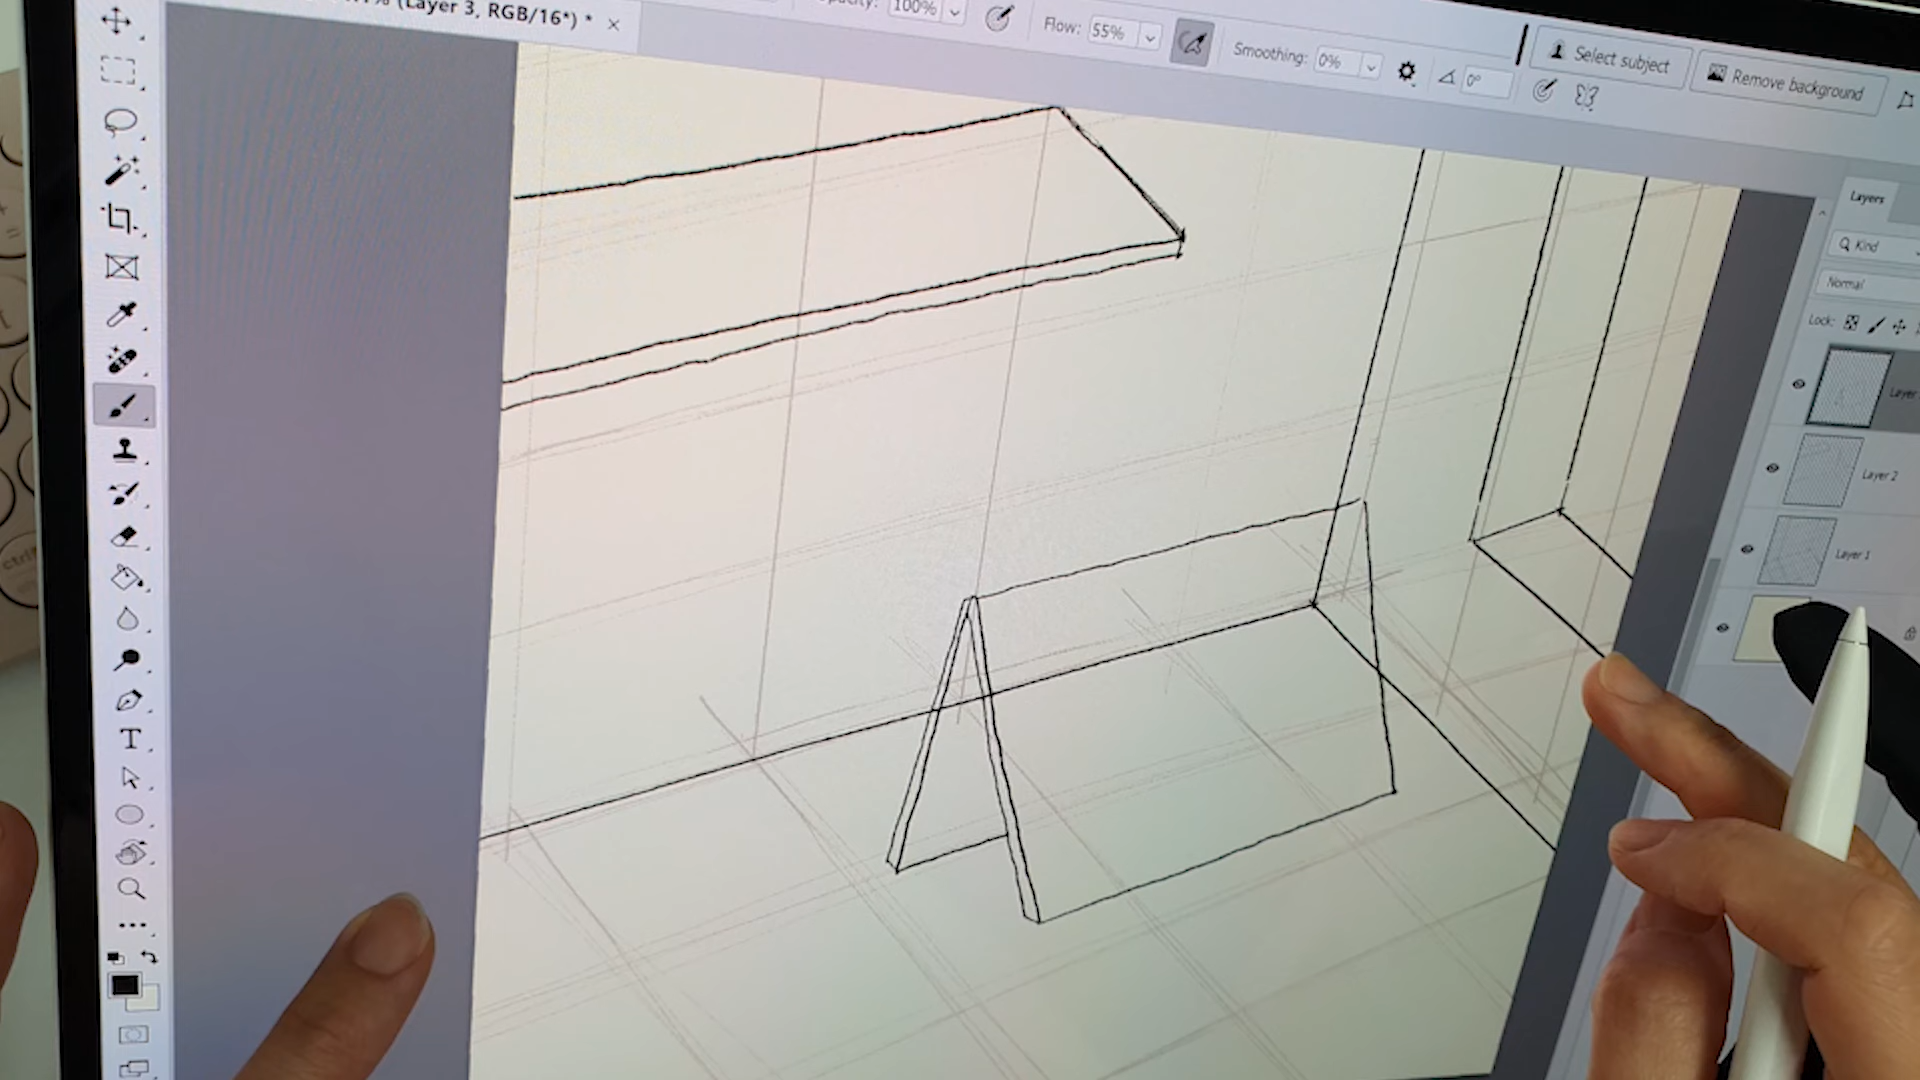 (Layer 3, RGB/16*) * ×
100%
Flow: 55%
Smoothing: 0%
0°
Select subject
Remove background
Layers
Kind
Normal
Lock:
Layer
Layer 2
Layer 1
T
ctrl